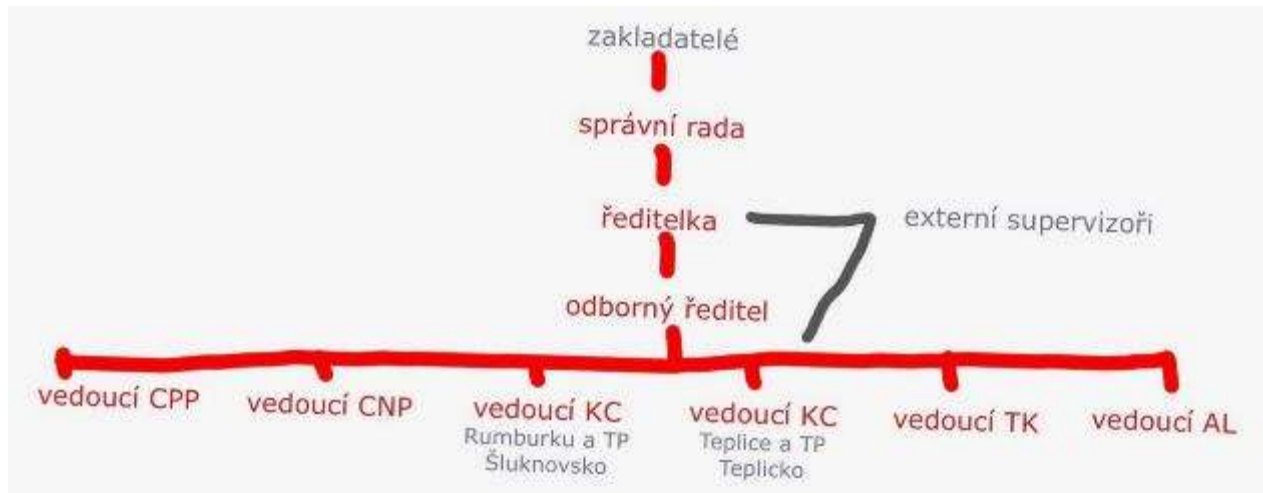 zakladatelé
správní rada
ředitelka
externí supervizoři
odborný ředitel
vedoucí CPP
vedoucí CNP
vedoucí KC
Rumburku a TP
Šluknovsko
vedoucí KC
Teplice a TP
Teplicko
vedoucí TK
vedoucí AL